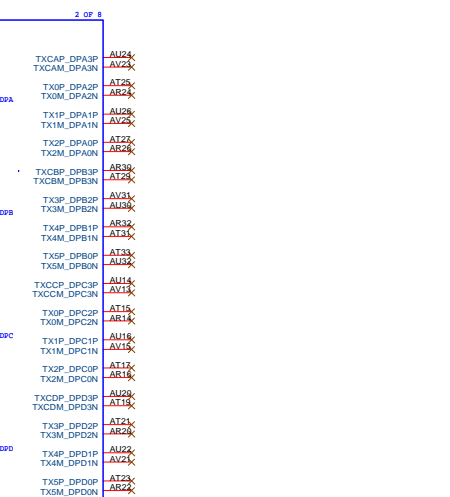 2 OF 8
TXCAP_DPA3P AU24
TXCAM_DPA3N AV23
TX0P_DPA2P AT25
TX0M_DPA2N AR24
DPA
TX1P_DPA1P AU26
TX1M_DPA1N AV25
TX2P_DPA0P AT27
TX2M_DPA0N AR26
TXCBP_DPB3P AR30
TXCBM_DPB3N AT29
TX3P_DPB2P AV31
TX3M_DPB2N AU30
DPB
TX4P_DPB1P AR32
TX4M_DPB1N AT31
TX5P_DPB0P AT33
TX5M_DPB0N AU32
TXCCP_DPC3P AU14
TXCCM_DPC3N AV13
TX0P_DPC2P AT15
TX0M_DPC2N AR14
DPC
TX1P_DPC1P AU16
TX1M_DPC1N AV15
TX2P_DPC0P AT17
TX2M_DPC0N AR16
TXCDP_DPD3P AU20
TXCDM_DPD3N AT19
TX3P_DPD2P AT21
TX3M_DPD2N AR20
DPD
TX4P_DPD1P AU22
TX4M_DPD1N AV21
TX5P_DPD0P AT23
TX5M_DPD0N AR22